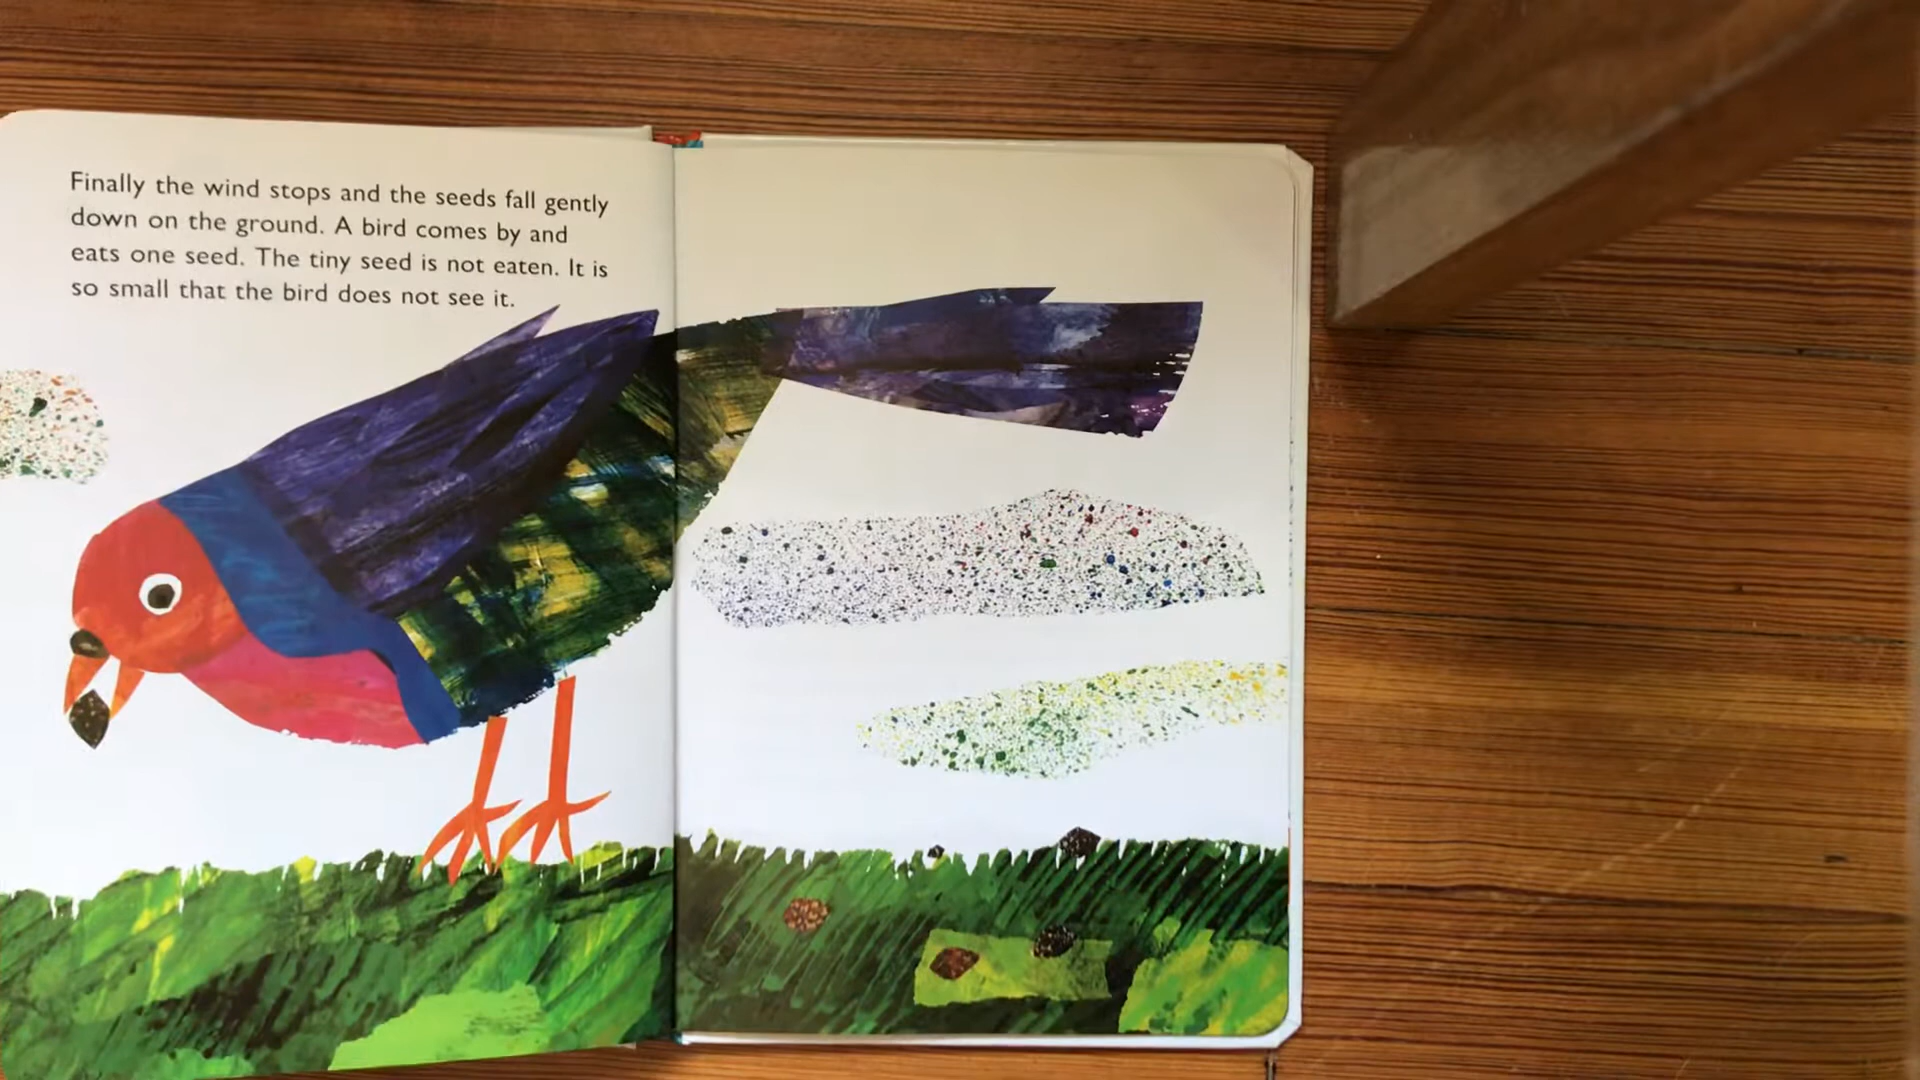 Finally the wind stops and the seeds fall gently
down on the ground. A bird comes by and
eats one seed. The tiny seed is not eaten. It is
so small that the bird does not see it.